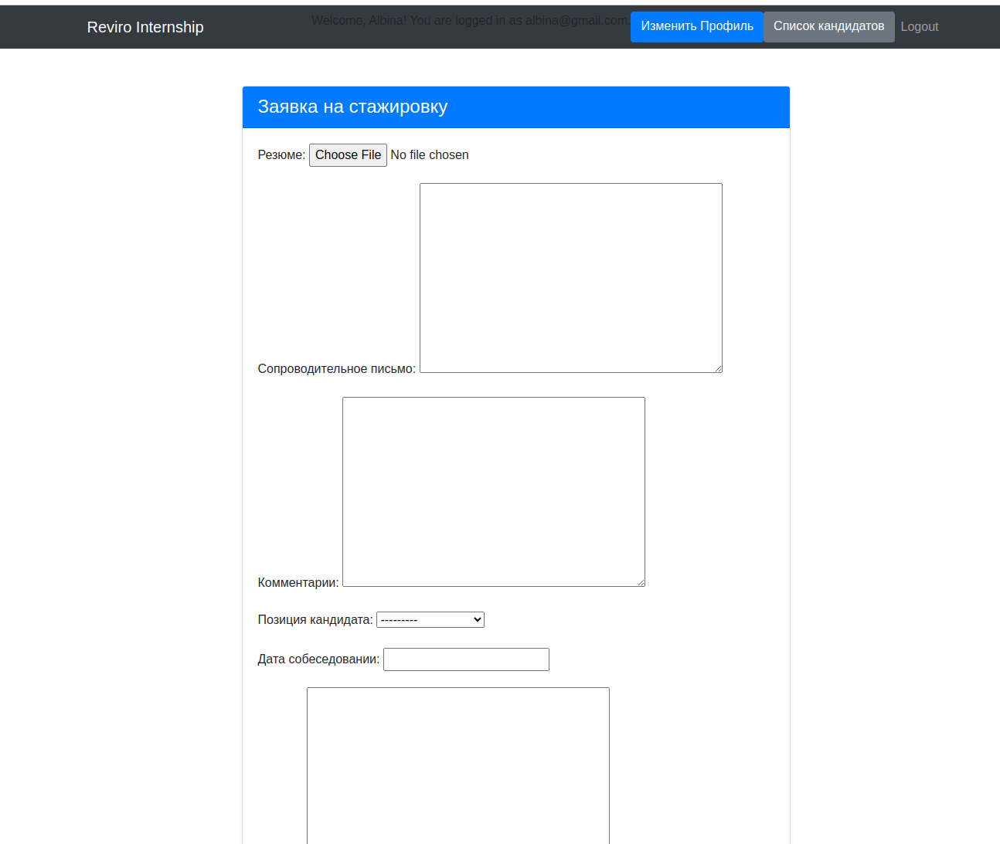 Reviro Internship
Welcome, Albina! You are logged in as albina@gmail.com.
Изменить Профиль
Список кандидатов
Logout
Заявка на стажировку
Резюме: Choose File No file chosen
Сопроводительное письмо:
Комментарии:
Позиция кандидата: ---------
Дата собеседовании: